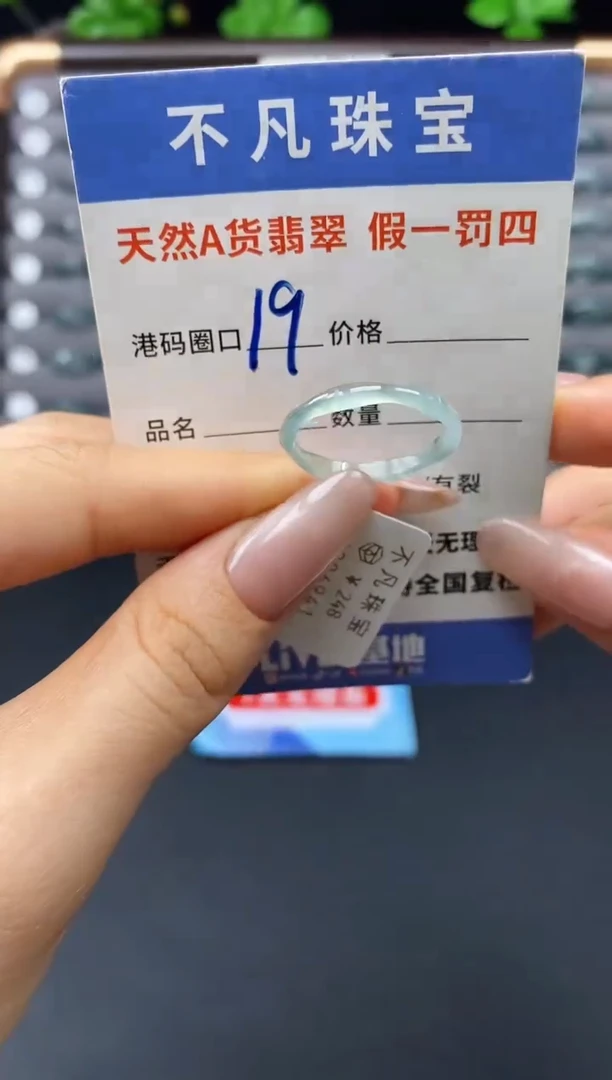 不凡珠宝
天然A货翡翠 假一罚四
港码圈口 19 价格
品名 数量
有裂
无理
全国复检
不凡珠宝
￥248